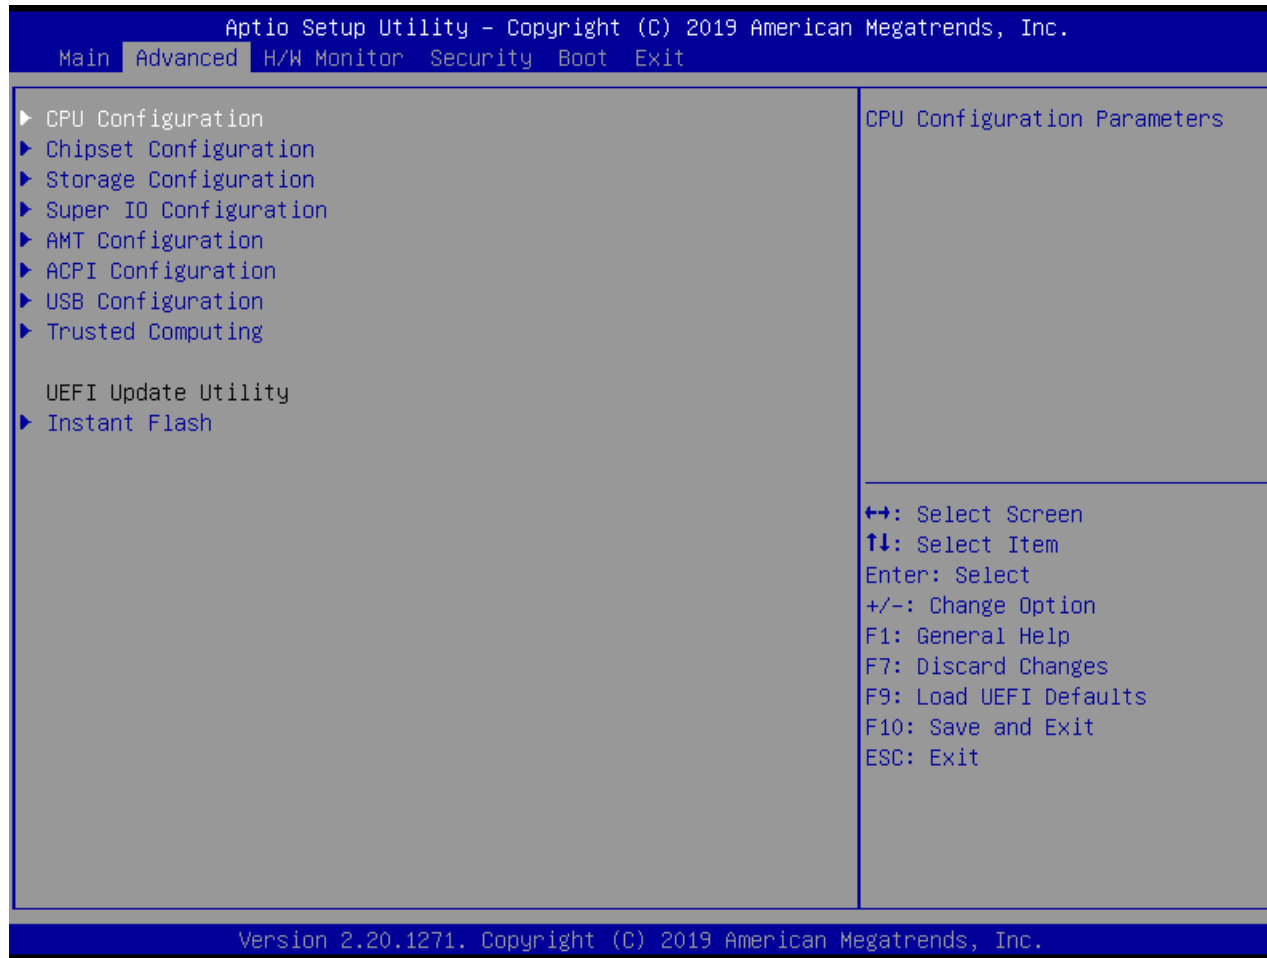 Aptio Setup Utility – Copyright (C) 2019 American Megatrends, Inc.
Main Advanced H/W Monitor Security Boot Exit
CPU Configuration
Chipset Configuration
Storage Configuration
Super IO Configuration
AMT Configuration
ACPI Configuration
USB Configuration
Trusted Computing
UEFI Update Utility
Instant Flash
CPU Configuration Parameters
←→: Select Screen
↑↓: Select Item
Enter: Select
+/-: Change Option
F1: General Help
F7: Discard Changes
F9: Load UEFI Defaults
F10: Save and Exit
ESC: Exit
Version 2.20.1271. Copyright (C) 2019 American Megatrends, Inc.